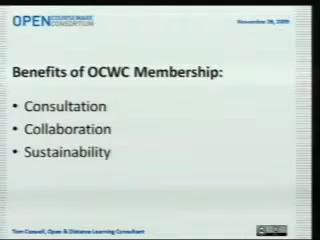 OPEN COURSEWARE CONSORTIUM
November 26, 2009
Benefits of OCWC Membership:
• Consultation
• Collaboration
• Sustainability
Tom Caswell, Open & Distance Learning Consultant